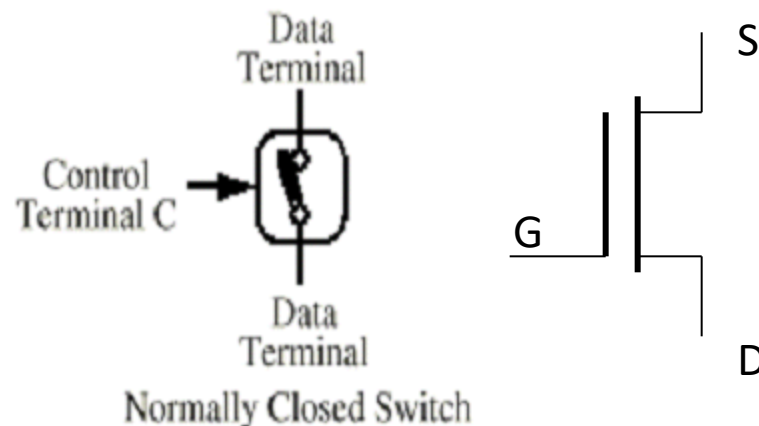 Data
Terminal
Control
Terminal C
Data
Terminal
Normally Closed Switch
S
G
D